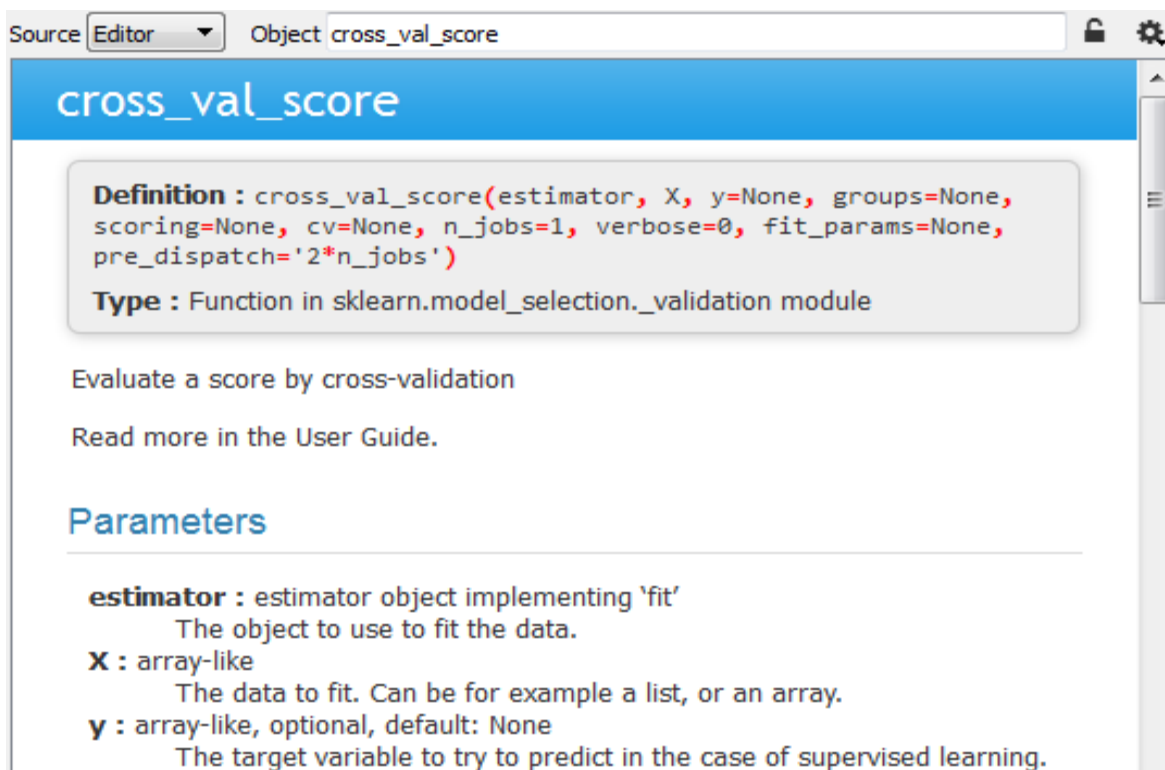 Source Editor Object cross_val_score
cross_val_score
Definition : cross_val_score(estimator, X, y=None, groups=None,
scoring=None, cv=None, n_jobs=1, verbose=0, fit_params=None,
pre_dispatch='2*n_jobs')
Type : Function in sklearn.model_selection._validation module
Evaluate a score by cross-validation
Read more in the User Guide.
Parameters
estimator : estimator object implementing ‘fit’
The object to use to fit the data.
X : array-like
The data to fit. Can be for example a list, or an array.
y : array-like, optional, default: None
The target variable to try to predict in the case of supervised learning.